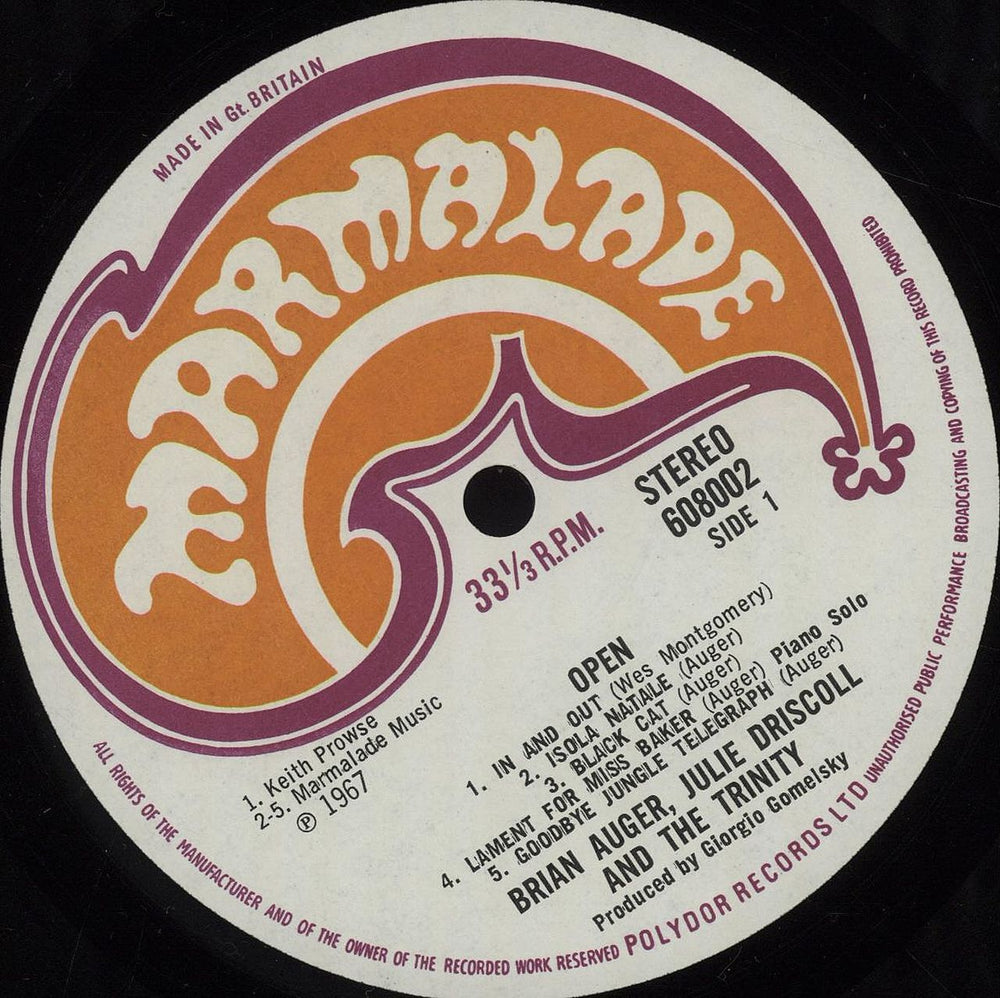 MADE IN Gt. BRITAIN
MARMALADE
STEREO
608002
SIDE 1
33⅓ R.P.M.
OPEN
1. IN AND OUT (Wes Montgomery)
2. ISOLA NATALE (Auger)
3. BLACK CAT (Auger)
4. LAMENT FOR MISS BAKER (Auger) Piano Solo
5. GOODBYE JUNGLE TELEGRAPH (Auger)
BRIAN AUGER, JULIE DRISCOLL
AND THE TRINITY
Produced by Giorgio Gomelsky
1. Keith Prowse
2-5. Marmalade Music
℗ 1967
ALL RIGHTS OF THE MANUFACTURER AND OF THE OWNER OF THE RECORDED WORK RESERVED POLYDOR RECORDS LTD UNAUTHORISED PUBLIC PERFORMANCE BROADCASTING AND COPYING OF THIS RECORD PROHIBITED